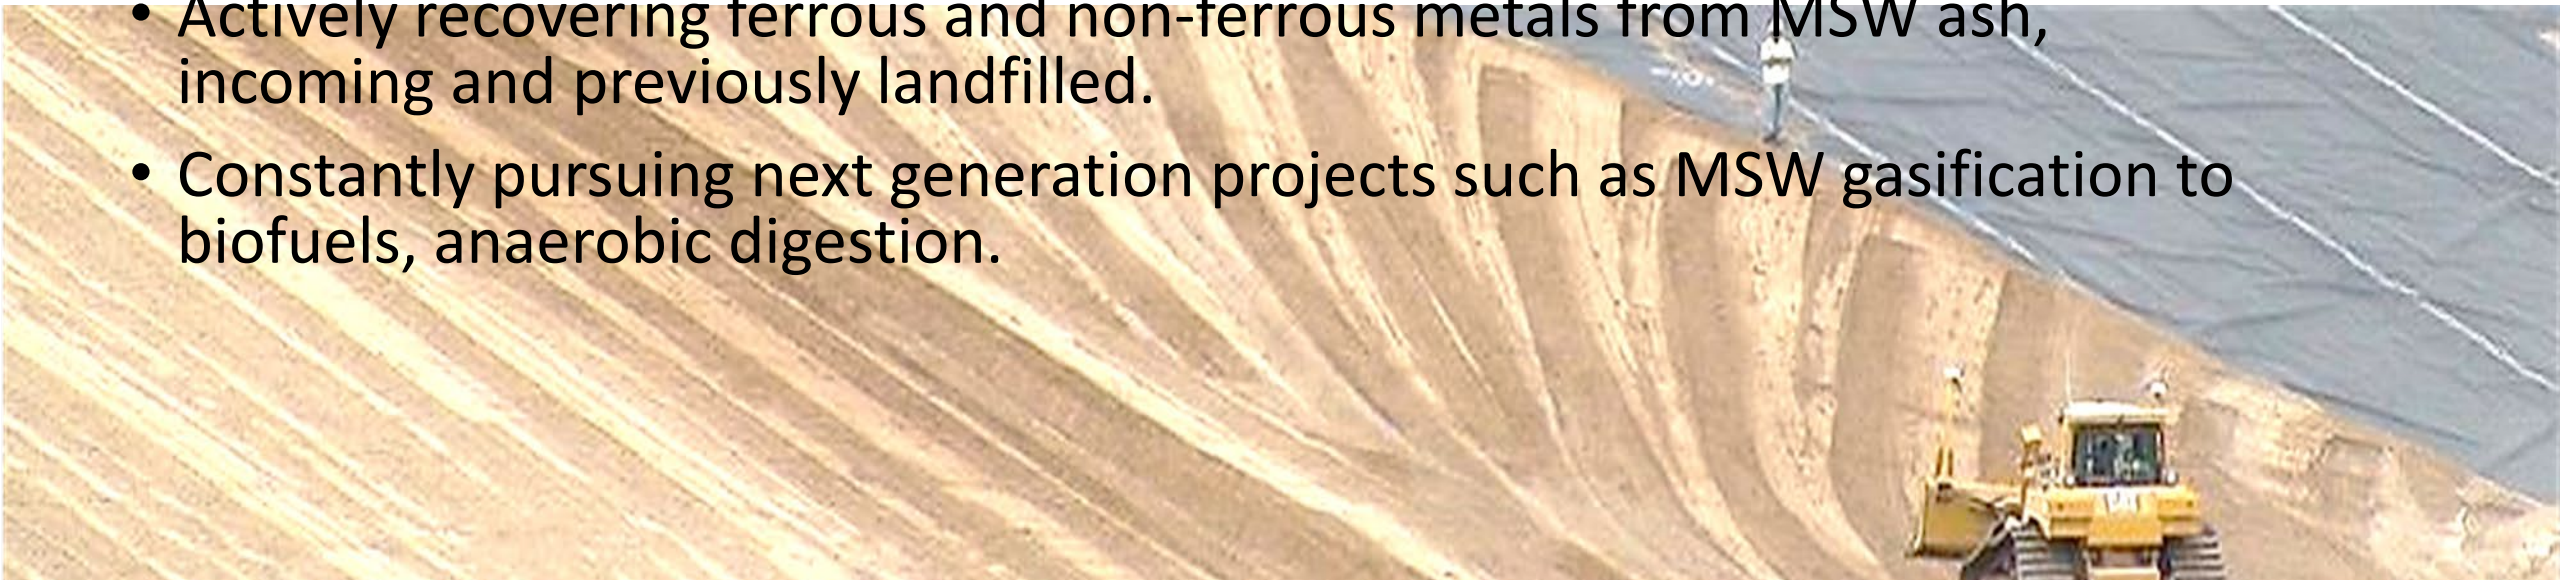 • Actively recovering ferrous and non-ferrous metals from MSW ash,
incoming and previously landfilled.
• Constantly pursuing next generation projects such as MSW gasification to
biofuels, anaerobic digestion.